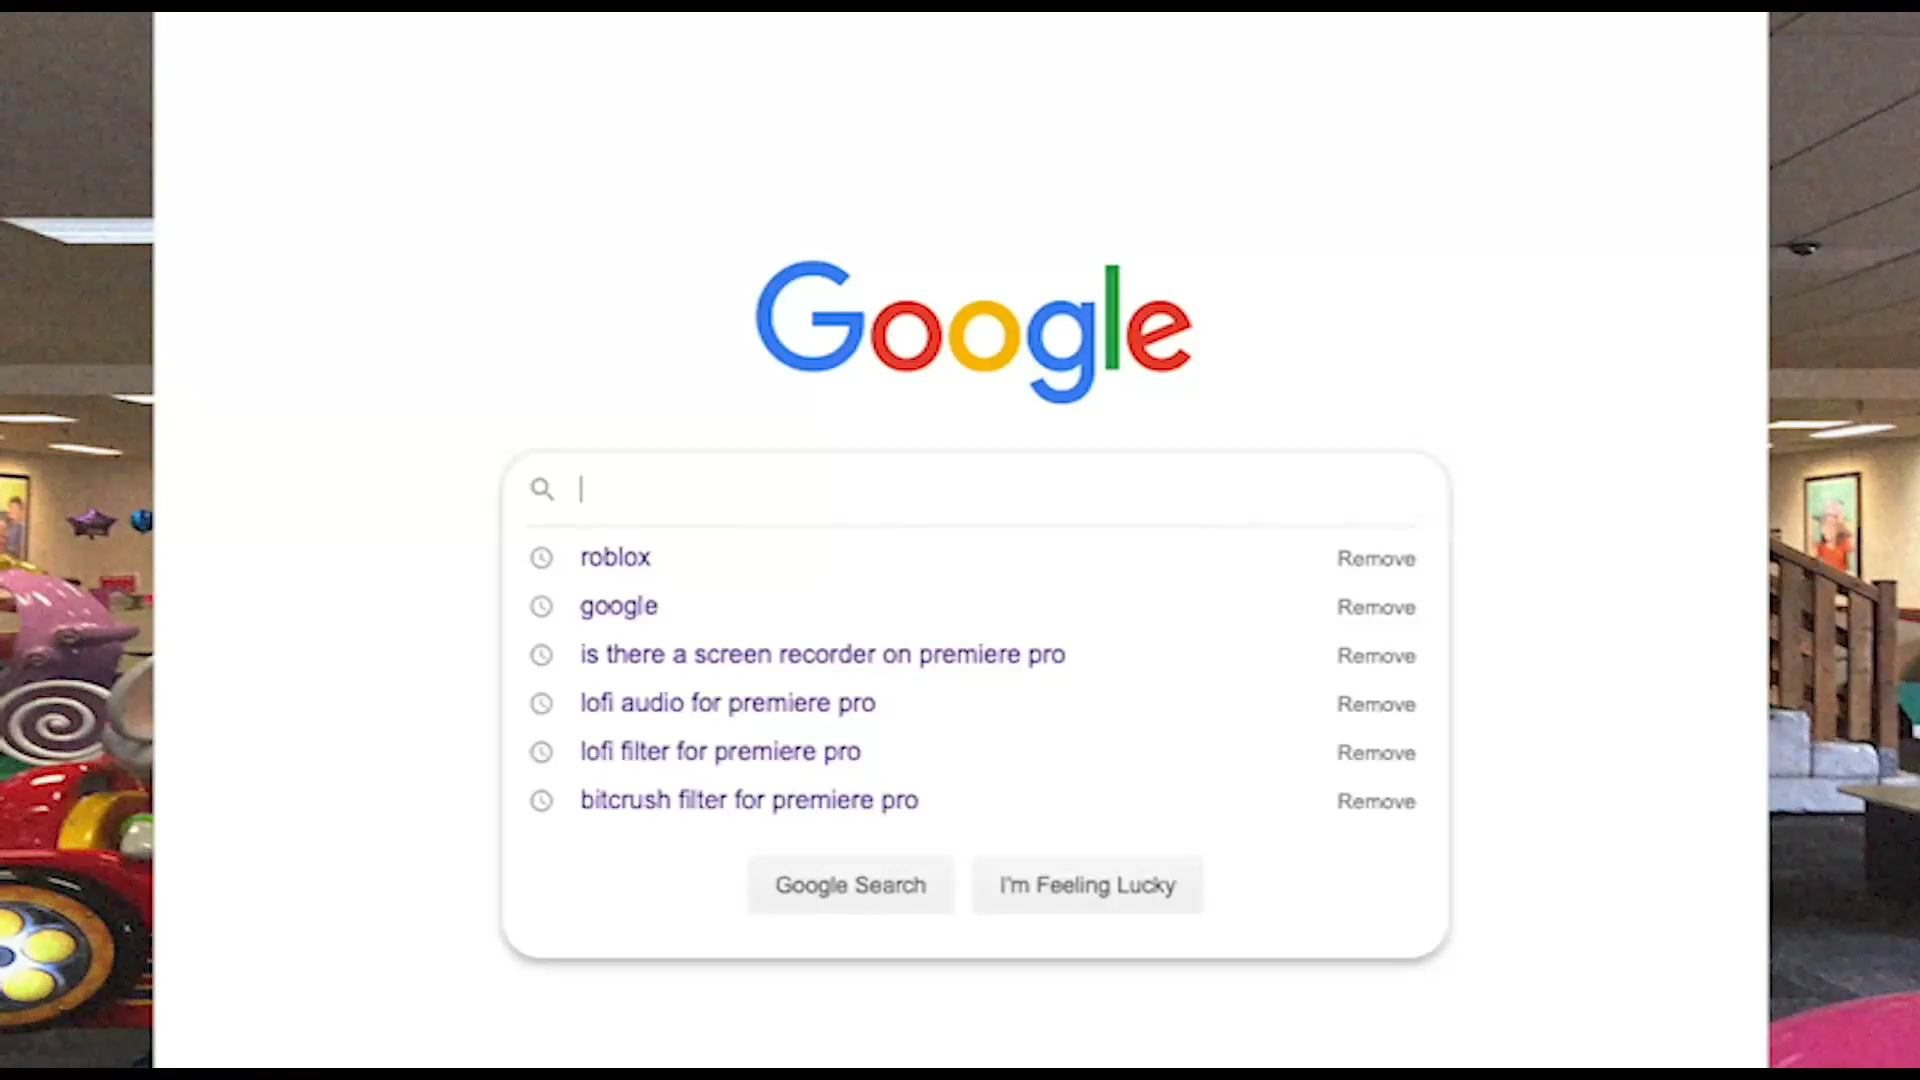 Google
roblox Remove
google Remove
is there a screen recorder on premiere pro Remove
lofi audio for premiere pro Remove
lofi filter for premiere pro Remove
bitcrush filter for premiere pro Remove
Google Search I'm Feeling Lucky